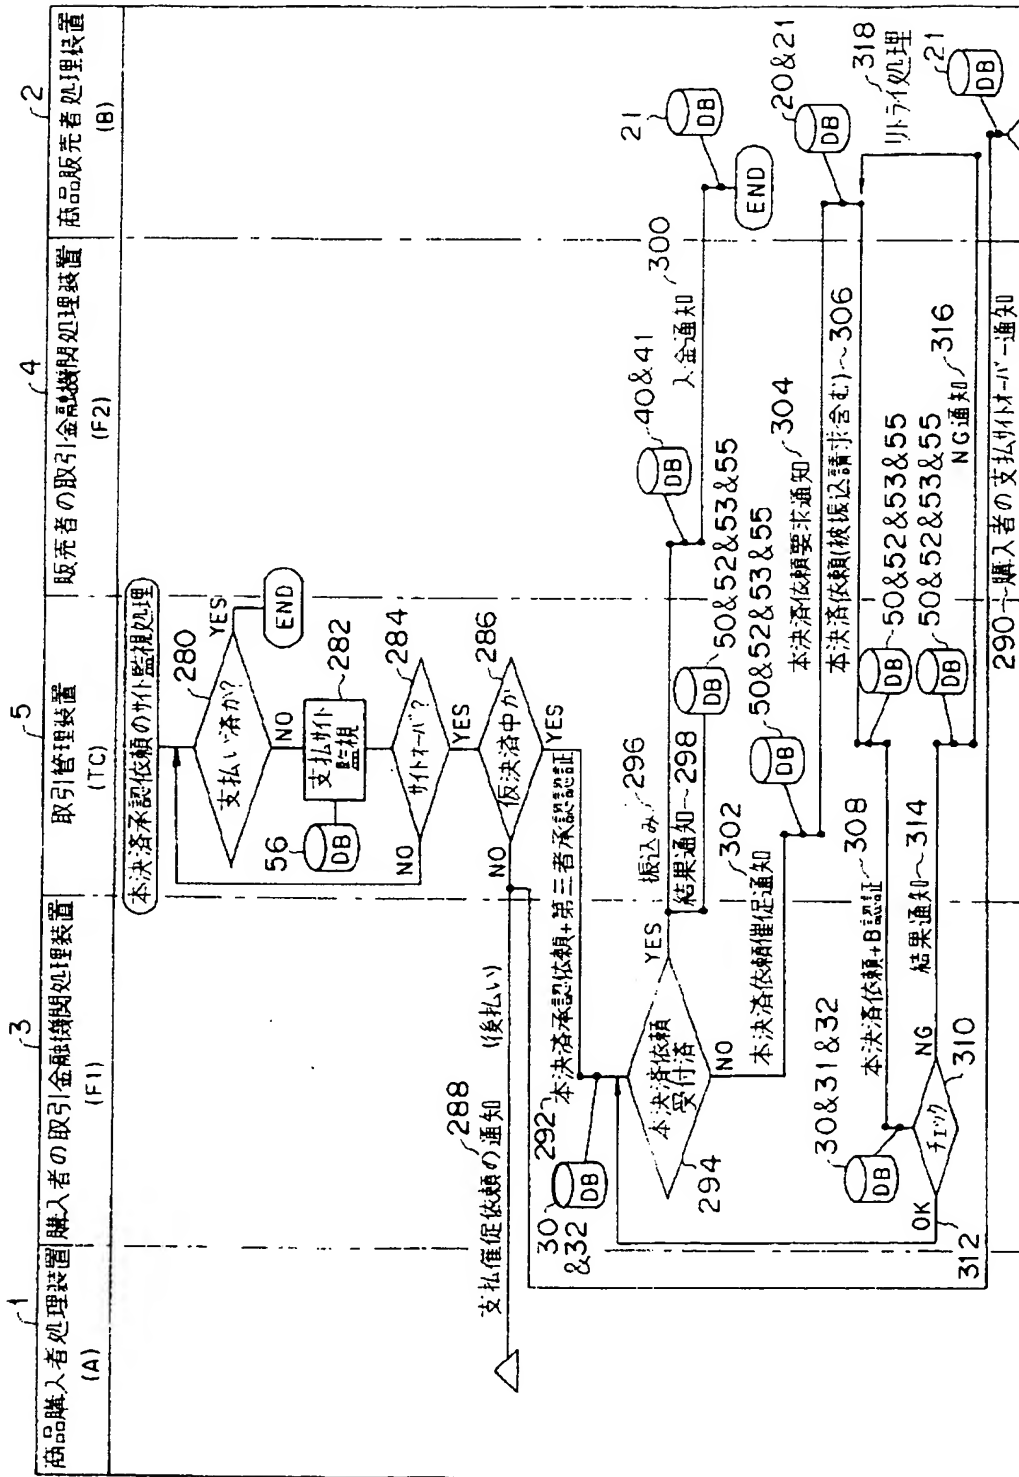 1
商品購入者処理装置
(A)
3
購入者の取引金融機関処理装置
(F1)
5
取引管理装置
(TC)
4
販売者の取引金融機関処理装置
(F2)
2
商品販売者処理装置
(B)
本決済承認依頼のサイト監視処理
280
支払い済か?
YES
END
NO
282
支払サイト
監視
56
DB
284
サイトオーバ?
NO
YES
286
仮決済中か
NO
YES
288
支払催促依頼の通知
(後払い)
292
本決済承認依頼+第三者承認認証
30
&32
DB
本決済依頼
受付済
294
YES
296
振込み
結果通知~298
DB
50&52&53&55
40&41
DB
入金通知
300
21
DB
END
NO
302
本決済依頼催促通知
50&52&53&55
DB
本決済依頼要求通知
304
20&21
DB
本決済依頼(被振込請求含む)~306
318
リトライ処理
DB
50&52&53&55
308
本決済依頼+B認証
30&31&32
DB
チェック
310
OK
312
NG
結果通知~314
DB
50&52&53&55
NG通知
316
21
DB
290~購入者の支払サイトオーバー通知